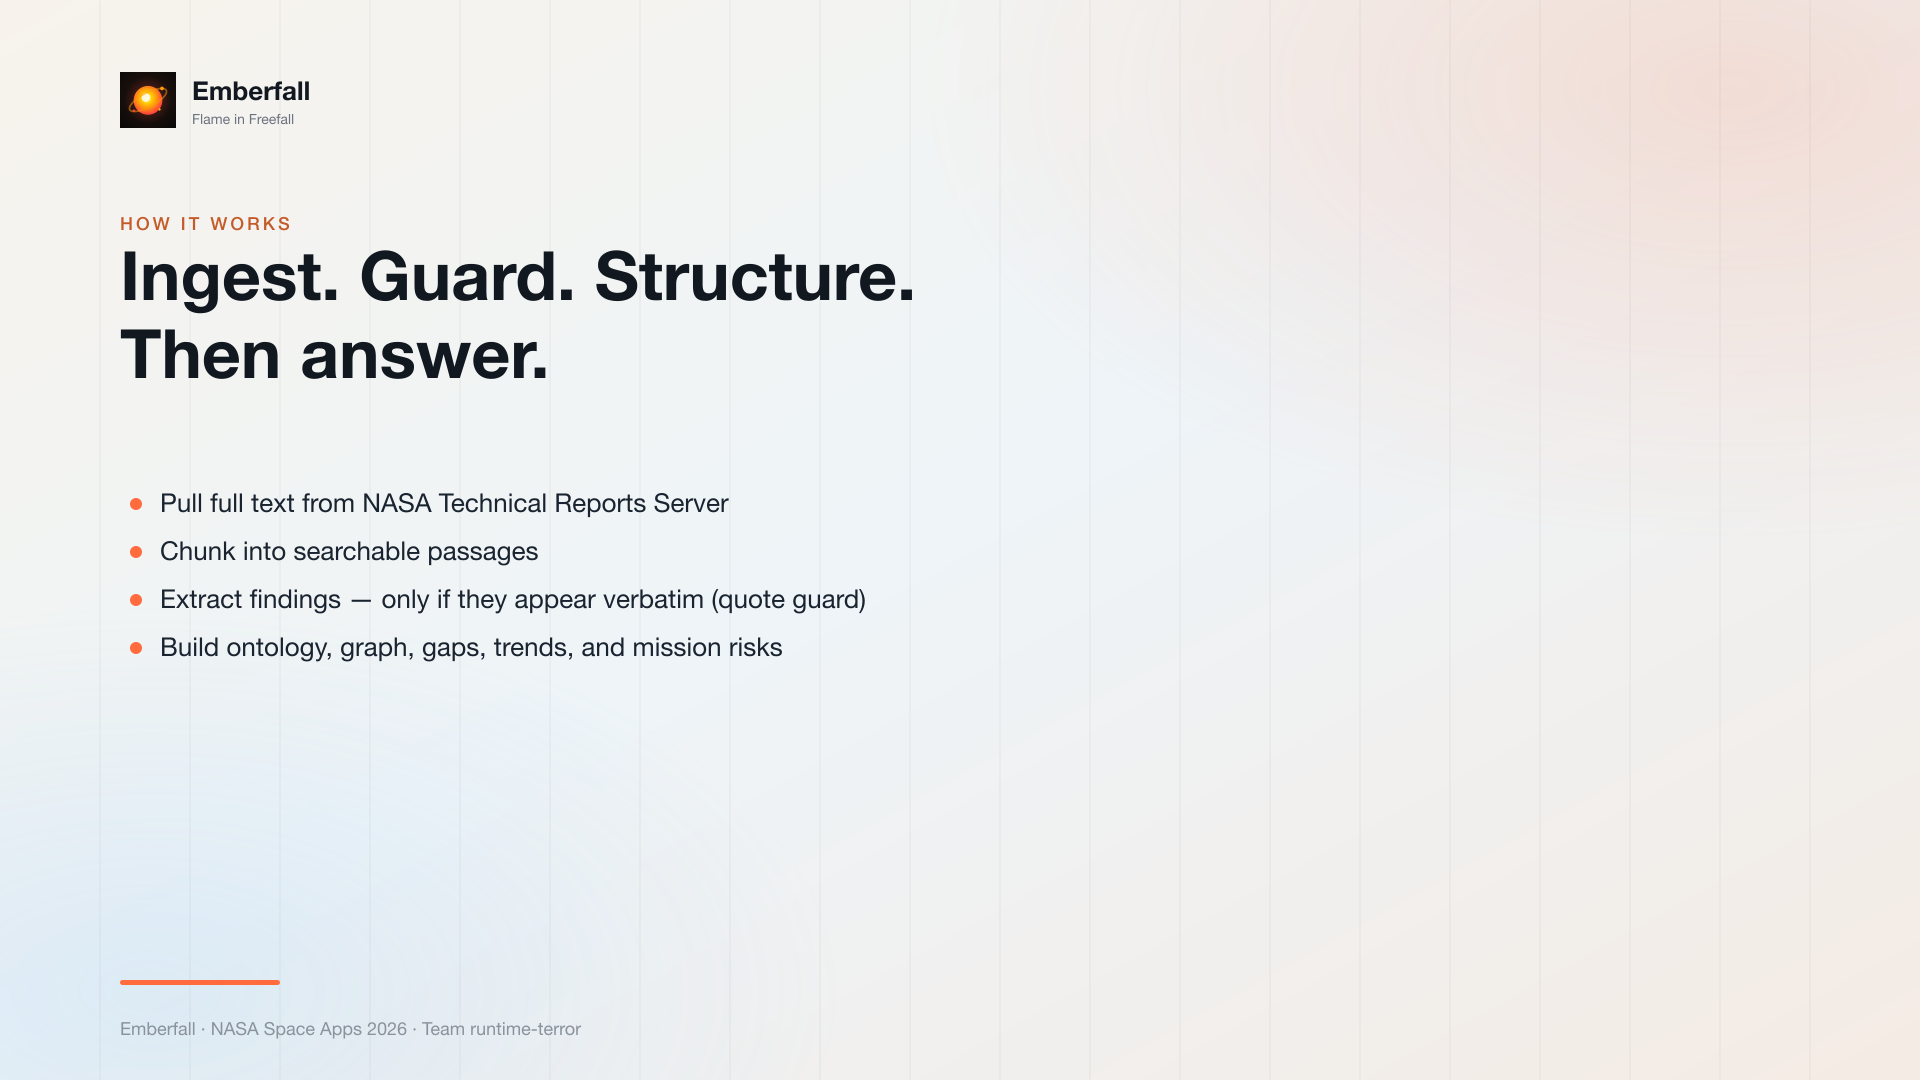 Emberfall
Flame in Freefall
HOW IT WORKS
Ingest. Guard. Structure.
Then answer.
Pull full text from NASA Technical Reports Server
Chunk into searchable passages
Extract findings — only if they appear verbatim (quote guard)
Build ontology, graph, gaps, trends, and mission risks
Emberfall · NASA Space Apps 2026 · Team runtime-terror